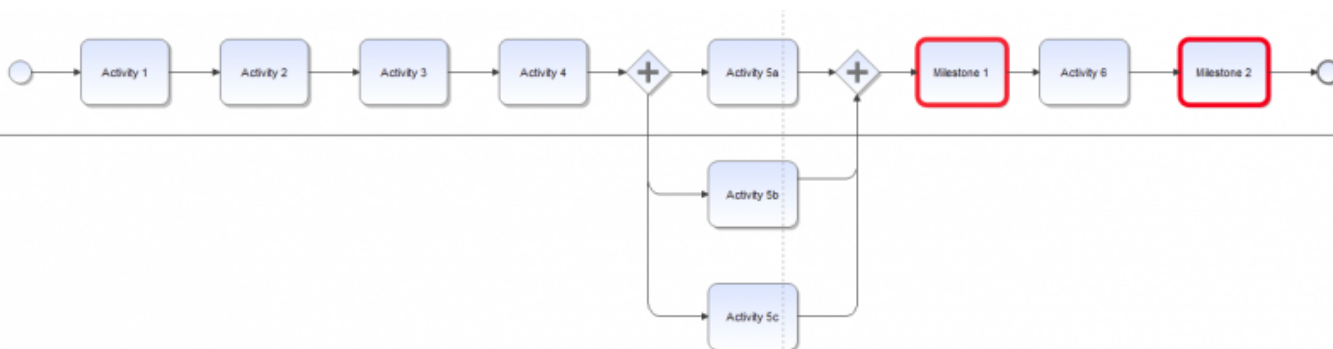 Activity 1
Activity 2
Activity 3
Activity 4
Activity 5a
Milestone 1
Activity 6
Milestone 2
Activity 5b
Activity 5c